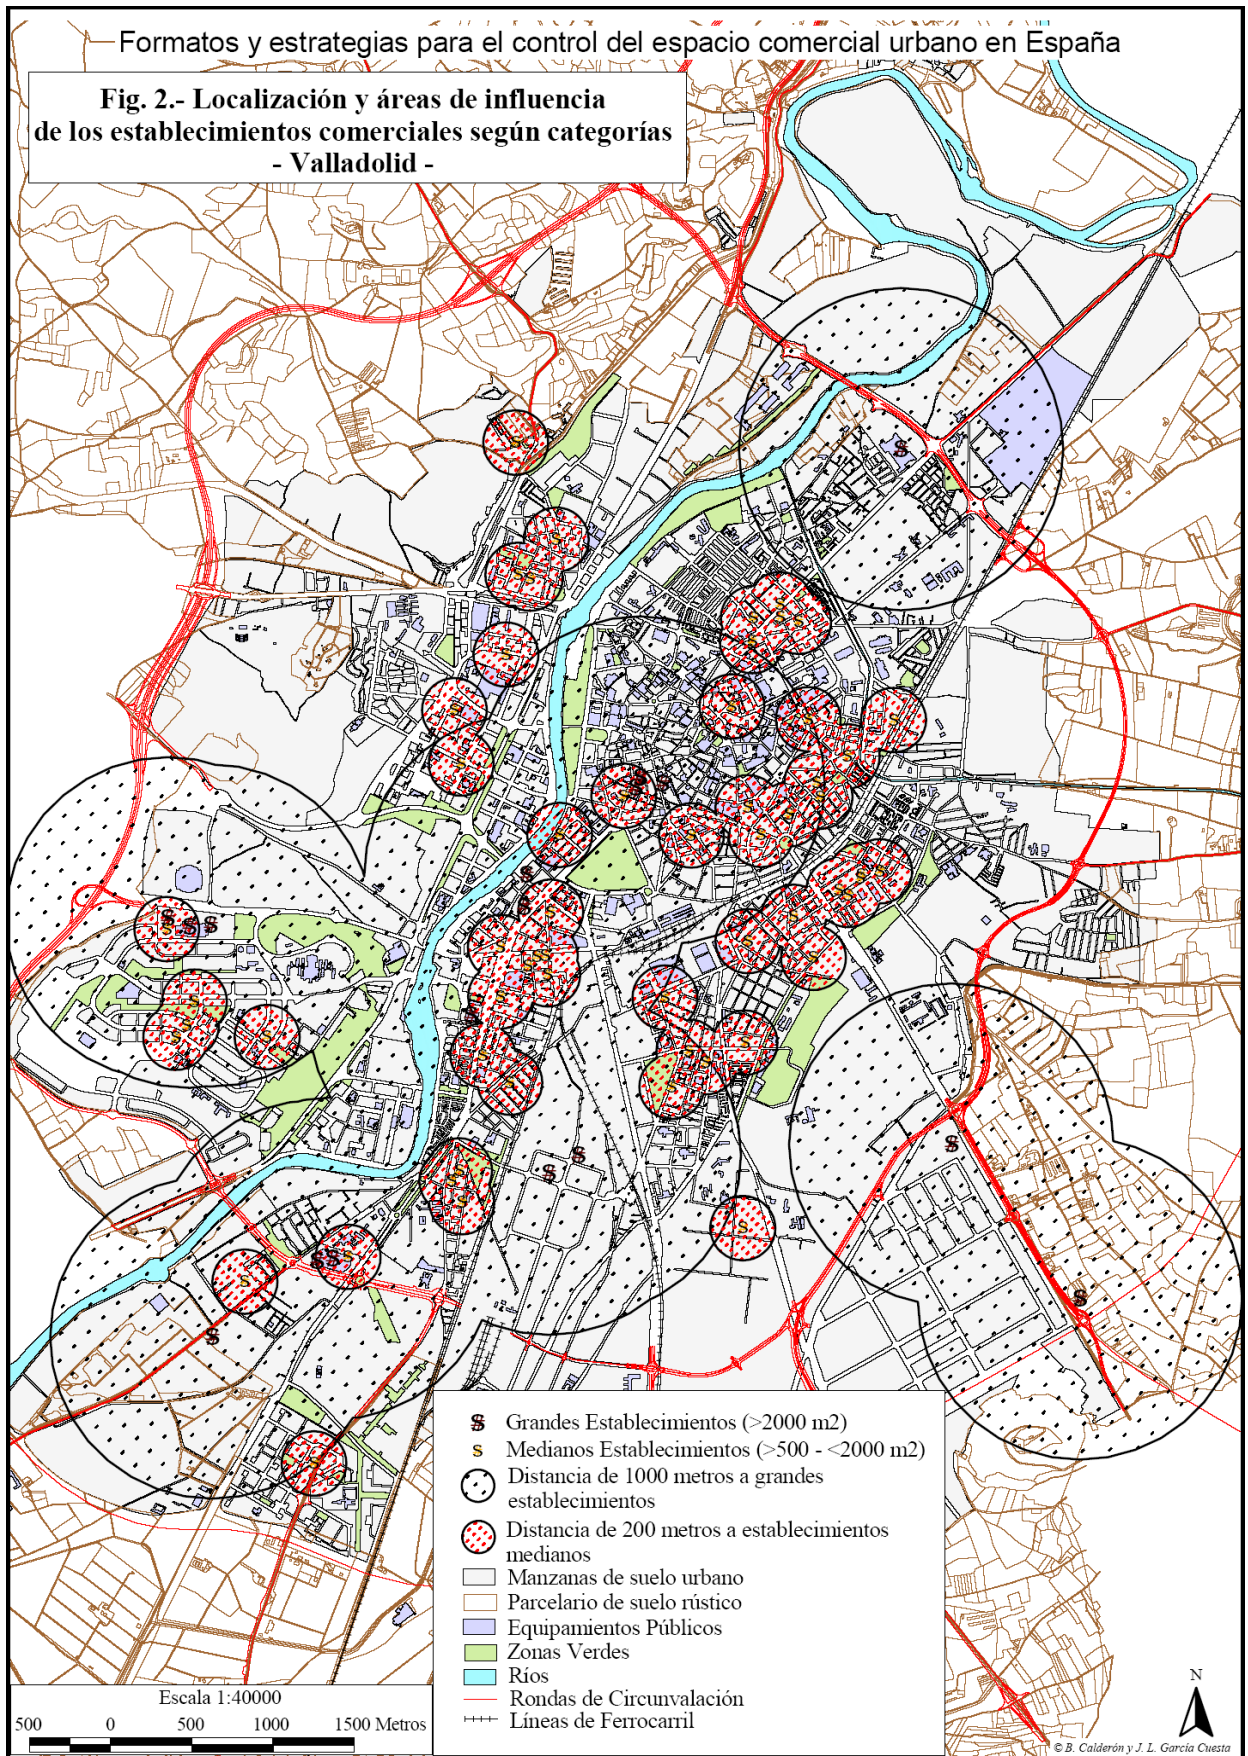 Formatos y estrategias para el control del espacio comercial urbano en España
Fig. 2.- Localización y áreas de influencia
de los establecimientos comerciales según categorías
- Valladolid -
$ Grandes Establecimientos (>2000 m2)
S Medianos Establecimientos (>500 - <2000 m2)
Distancia de 1000 metros a grandes
establecimientos
Distancia de 200 metros a establecimientos
medianos
Manzanas de suelo urbano
Parcelario de suelo rústico
Equipamientos Públicos
Zonas Verdes
Ríos
Rondas de Circunvalación
Líneas de Ferrocarril
Escala 1:40000
500 0 500 1000 1500 Metros
N
© B. Calderón y J. L. García Cuesta